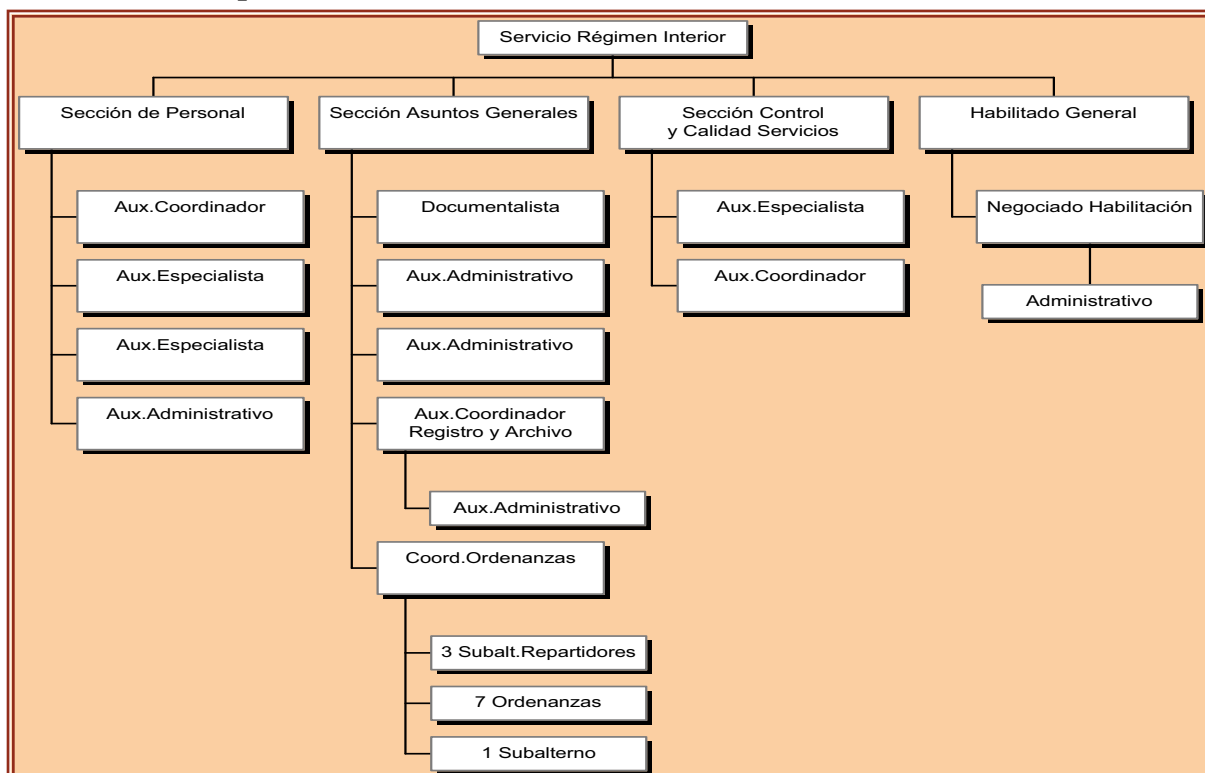 Servicio Régimen Interior
Sección de Personal
Sección Asuntos Generales
Sección Control
y Calidad Servicios
Habilitado General
Aux.Coordinador
Aux.Especialista
Aux.Especialista
Aux.Administrativo
Documentalista
Aux.Administrativo
Aux.Administrativo
Aux.Coordinador
Registro y Archivo
Aux.Administrativo
Coord.Ordenanzas
3 Subalt.Repartidores
7 Ordenanzas
1 Subalterno
Aux.Especialista
Aux.Coordinador
Negociado Habilitación
Administrativo